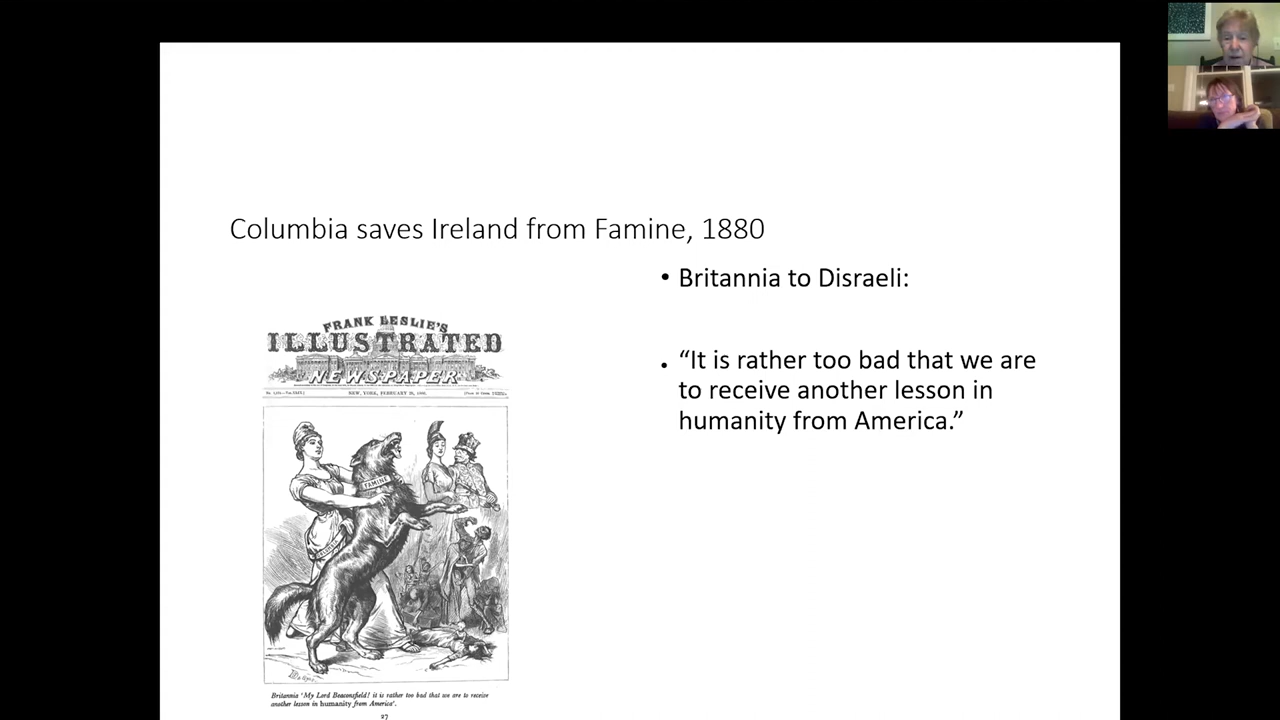 Columbia saves Ireland from Famine, 1880
• Britannia to Disraeli:
• “It is rather too bad that we are
to receive another lesson in
humanity from America.”
FRANK LESLIE'S
ILLUSTRATED
NEWSPAPER
NEW YORK, FEBRUARY
FAMINE
Britannia 'My Lord Beaconsfield! it is rather too bad that we are to receive
another lesson in humanity from America'.